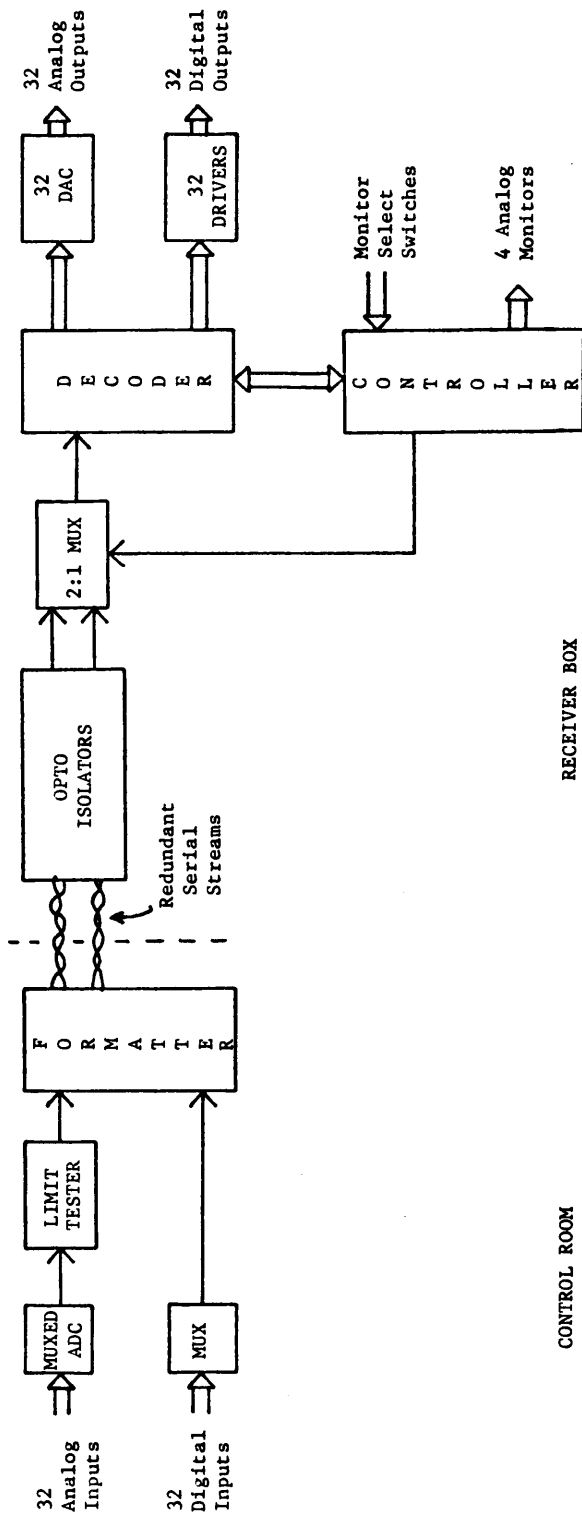 32
Analog
Inputs
MUXED
ADC
LIMIT
TESTER
32
Digital
Inputs
MUX
FORMATTER
Redundant
Serial
Streams
OPTO
ISOLATORS
2:1 MUX
DECODER
32
DAC
32
Analog
Outputs
32
DRIVERS
32
Digital
Outputs
CONTROLLER
Monitor
Select
Switches
4 Analog
Monitors
CONTROL ROOM
RECEIVER BOX